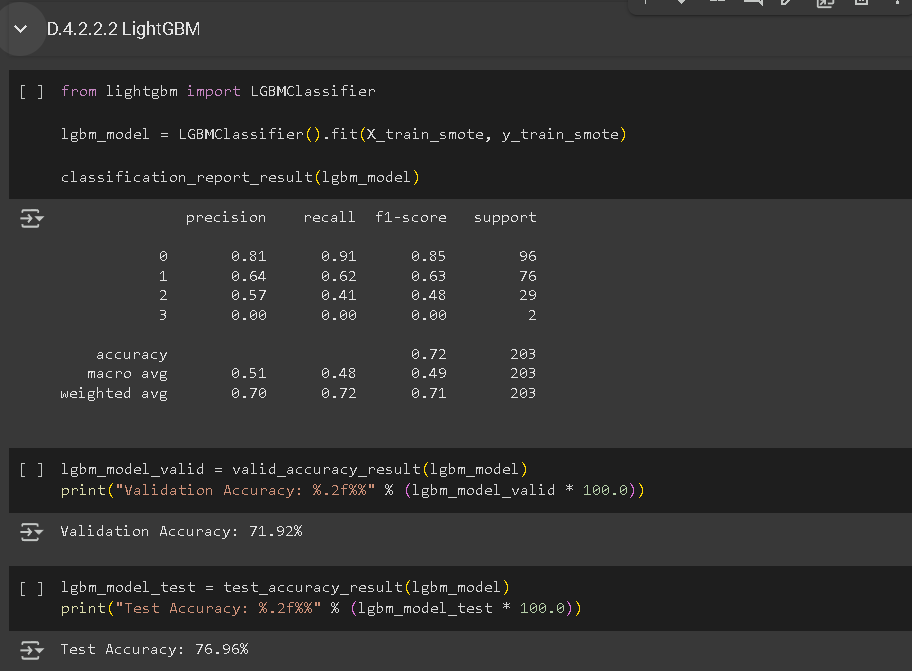 D.4.2.2.2 LightGBM
[ ] from lightgbm import LGBMClassifier
lgbm_model = LGBMClassifier().fit(X_train_smote, y_train_smote)
classification_report_result(lgbm_model)
precision recall f1-score support
0 0.81 0.91 0.85 96
1 0.64 0.62 0.63 76
2 0.57 0.41 0.48 29
3 0.00 0.00 0.00 2
accuracy 0.72 203
macro avg 0.51 0.48 0.49 203
weighted avg 0.70 0.72 0.71 203
[ ] lgbm_model_valid = valid_accuracy_result(lgbm_model)
print("Validation Accuracy: %.2f%%" % (lgbm_model_valid * 100.0))
Validation Accuracy: 71.92%
[ ] lgbm_model_test = test_accuracy_result(lgbm_model)
print("Test Accuracy: %.2f%%" % (lgbm_model_test * 100.0))
Test Accuracy: 76.96%